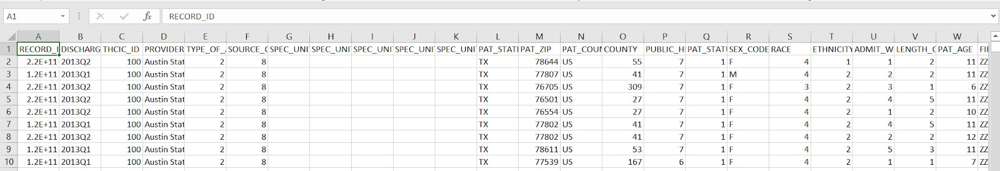 A1 fx RECORD_ID
A B C D E F G H I J K L M N O P Q R S T U V W
1 RECORD_I DISCHARG THCIC_ID PROVIDER TYPE_OF_ SOURCE_ SPEC_UNI SPEC_UNI SPEC_UNI SPEC_UNI SPEC_UNI PAT_STAT PAT_ZIP PAT_COU COUNTY PUBLIC_H PAT_STAT SEX_CODE RACE ETHNICITY ADMIT_W LENGTH_ PAT_AGE FI
2 2.2E+11 2013Q2 100 Austin Stat 2 8 TX 78644 US 55 7 1 F 4 1 1 2 11 ZZ
3 1.2E+11 2013Q1 100 Austin Stat 2 8 TX 77807 US 41 7 1 M 4 2 2 2 11 ZZ
4 2.2E+11 2013Q2 100 Austin Stat 2 8 TX 76705 US 309 7 1 F 3 2 3 1 6 ZZ
5 2.2E+11 2013Q2 100 Austin Stat 2 8 TX 76501 US 27 7 1 F 4 2 4 5 11 ZZ
6 2.2E+11 2013Q2 100 Austin Stat 2 8 TX 76554 US 27 7 1 F 4 2 1 2 10 ZZ
7 1.2E+11 2013Q1 100 Austin Stat 2 8 TX 77802 US 41 7 1 F 4 2 4 5 11 ZZ
8 2.2E+11 2013Q2 100 Austin Stat 2 8 TX 77802 US 41 7 1 F 4 2 2 2 12 ZZ
9 1.2E+11 2013Q1 100 Austin Stat 2 8 TX 78611 US 53 7 1 F 4 2 5 3 11 ZZ
10 1.2E+11 2013Q1 100 Austin Stat 2 8 TX 77539 US 167 6 1 F 4 2 1 1 7 ZZ